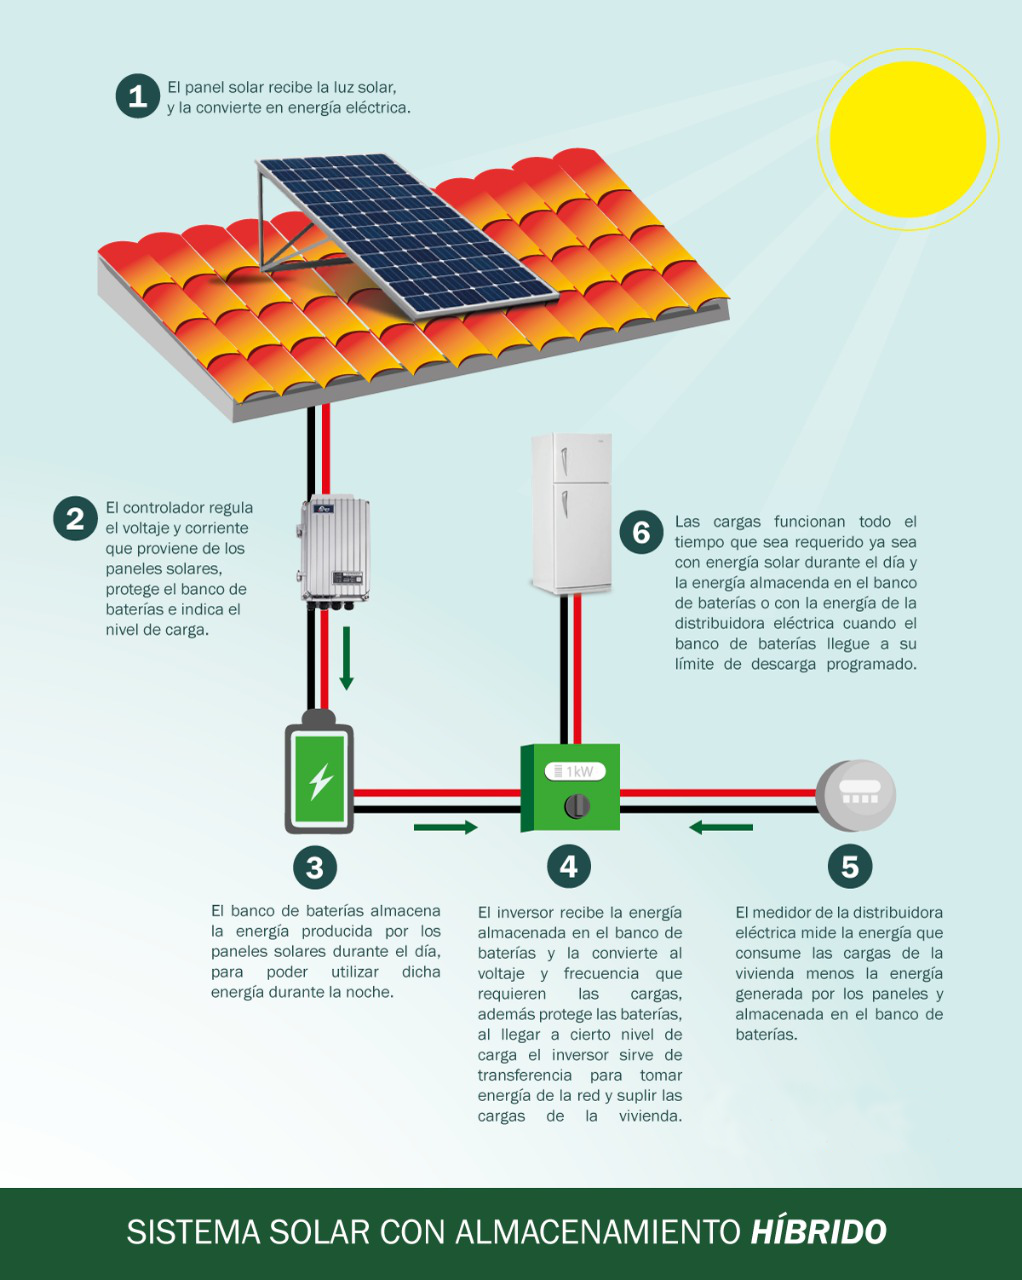 1
El panel solar recibe la luz solar,
y la convierte en energía eléctrica.
2
El controlador regula
el voltaje y corriente
que proviene de los
paneles solares,
protege el banco de
baterías e indica el
nivel de carga.
6
Las cargas funcionan todo el
tiempo que sea requerido ya sea
con energía solar durante el día y
la energía almacenda en el banco
de baterías o con la energía de la
distribuidora eléctrica cuando el
banco de baterías llegue a su
límite de descarga programado.
1kW
3
El banco de baterías almacena
la energía producida por los
paneles solares durante el día,
para poder utilizar dicha
energía durante la noche.
4
El inversor recibe la energía
almacenada en el banco de
baterías y la convierte al
voltaje y frecuencia que
requieren las cargas,
además protege las baterías,
al llegar a cierto nivel de
carga el inversor sirve de
transferencia para tomar
energía de la red y suplir las
cargas de la vivienda.
5
El medidor de la distribuidora
eléctrica mide la energía que
consume las cargas de la
vivienda menos la energía
generada por los paneles y
almacenada en el banco de
baterías.
SISTEMA SOLAR CON ALMACENAMIENTO HÍBRIDO